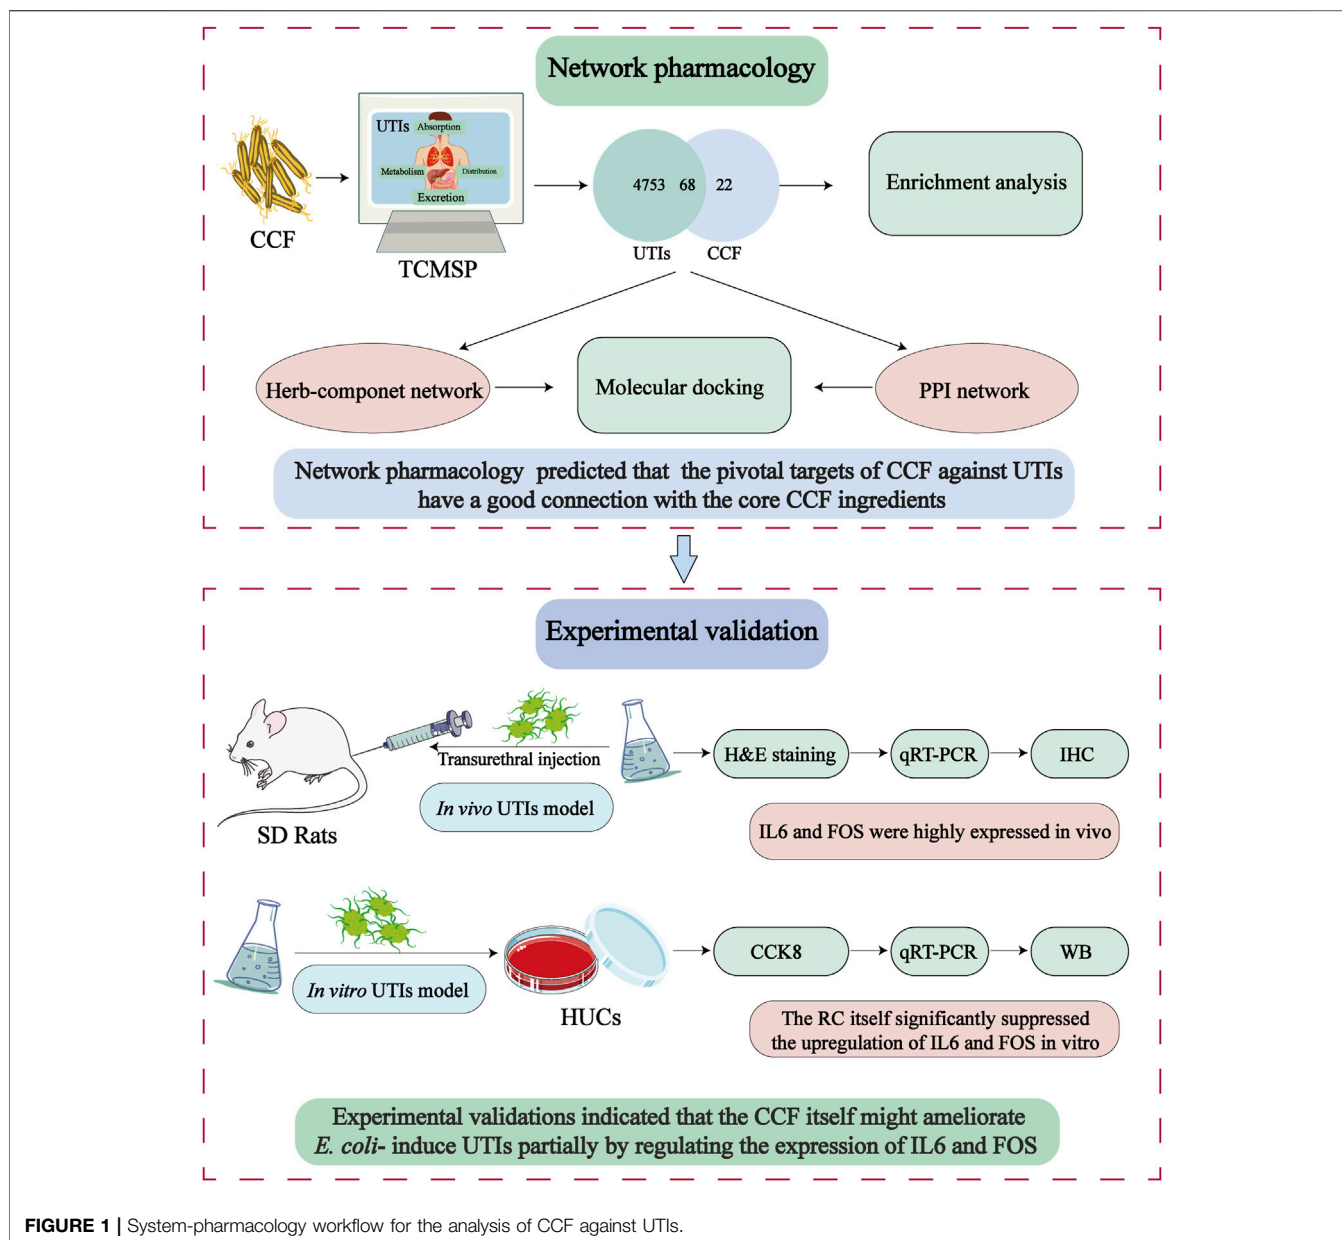 Network pharmacology
UTIs
Absorption
Metabolism
Distribution
Excretion
CCF
TCMSP
4753 68 22
UTIs CCF
Enrichment analysis
Herb-componet network
Molecular docking
PPI network
Network pharmacology predicted that the pivotal targets of CCF against UTIs
have a good connection with the core CCF ingredients
Experimental validation
SD Rats
Transurethral injection
In vivo UTIs model
H&E staining
qRT-PCR
IHC
IL6 and FOS were highly expressed in vivo
In vitro UTIs model
HUCs
CCK8
qRT-PCR
WB
The RC itself significantly suppressed
the upregulation of IL6 and FOS in vitro
Experimental validations indicated that the CCF itself might ameliorate
E. coli- induce UTIs partially by regulating the expression of IL6 and FOS
FIGURE 1 | System-pharmacology workflow for the analysis of CCF against UTIs.